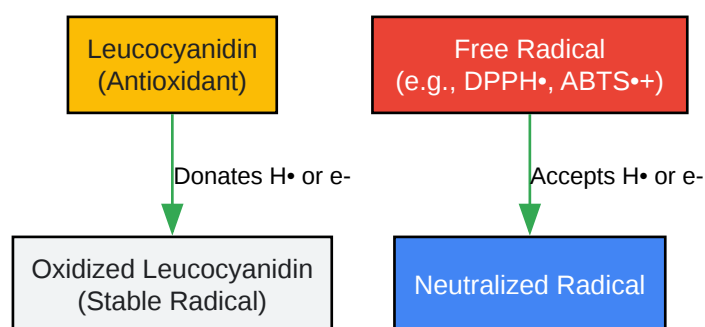 Leucocyanidin
(Antioxidant)
Free Radical
(e.g., DPPH•, ABTS•+)
Donates H• or e-
Accepts H• or e-
Oxidized Leucocyanidin
(Stable Radical)
Neutralized Radical